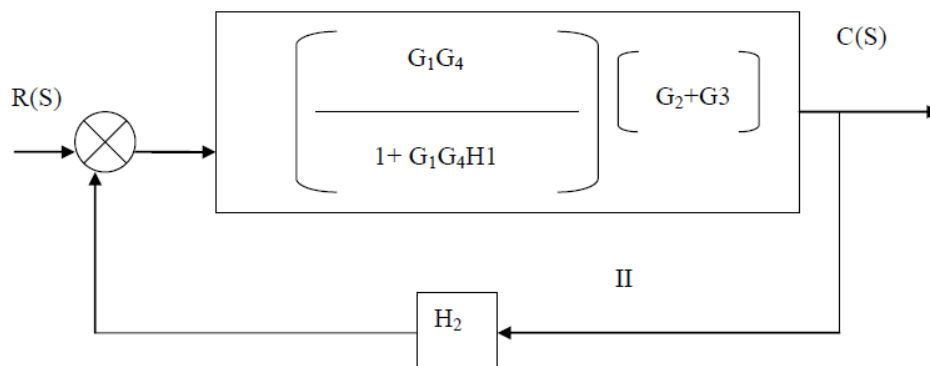 C(S)
R(S)
G₁G₄
1+ G₁G₄H1
G₂+G3
II
H₂